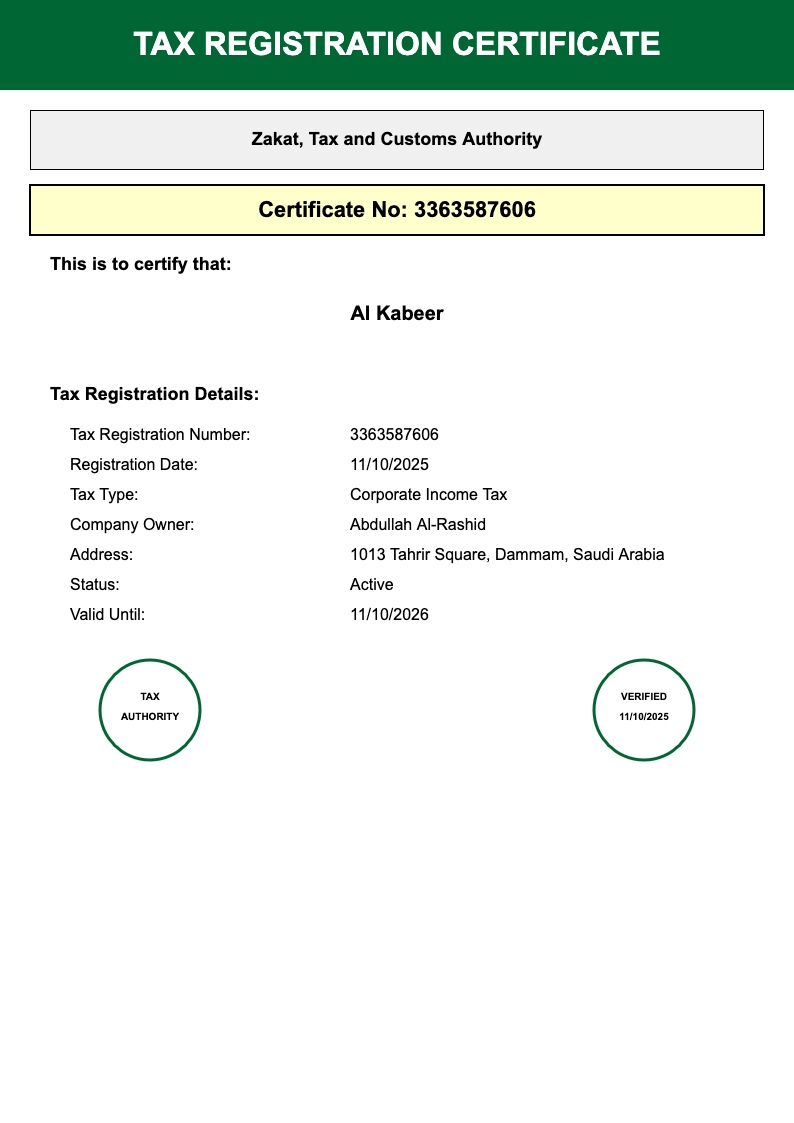 TAX REGISTRATION CERTIFICATE
Zakat, Tax and Customs Authority
Certificate No: 3363587606
This is to certify that:
Al Kabeer
Tax Registration Details:
Tax Registration Number: 3363587606
Registration Date: 11/10/2025
Tax Type: Corporate Income Tax
Company Owner: Abdullah Al-Rashid
Address: 1013 Tahrir Square, Dammam, Saudi Arabia
Status: Active
Valid Until: 11/10/2026
TAX
AUTHORITY
VERIFIED
11/10/2025